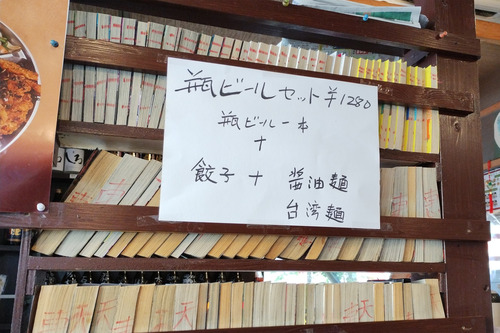 瓶ビールセット¥1280
瓶ビール一本
+
餃子 + 醤油麺
台湾麺